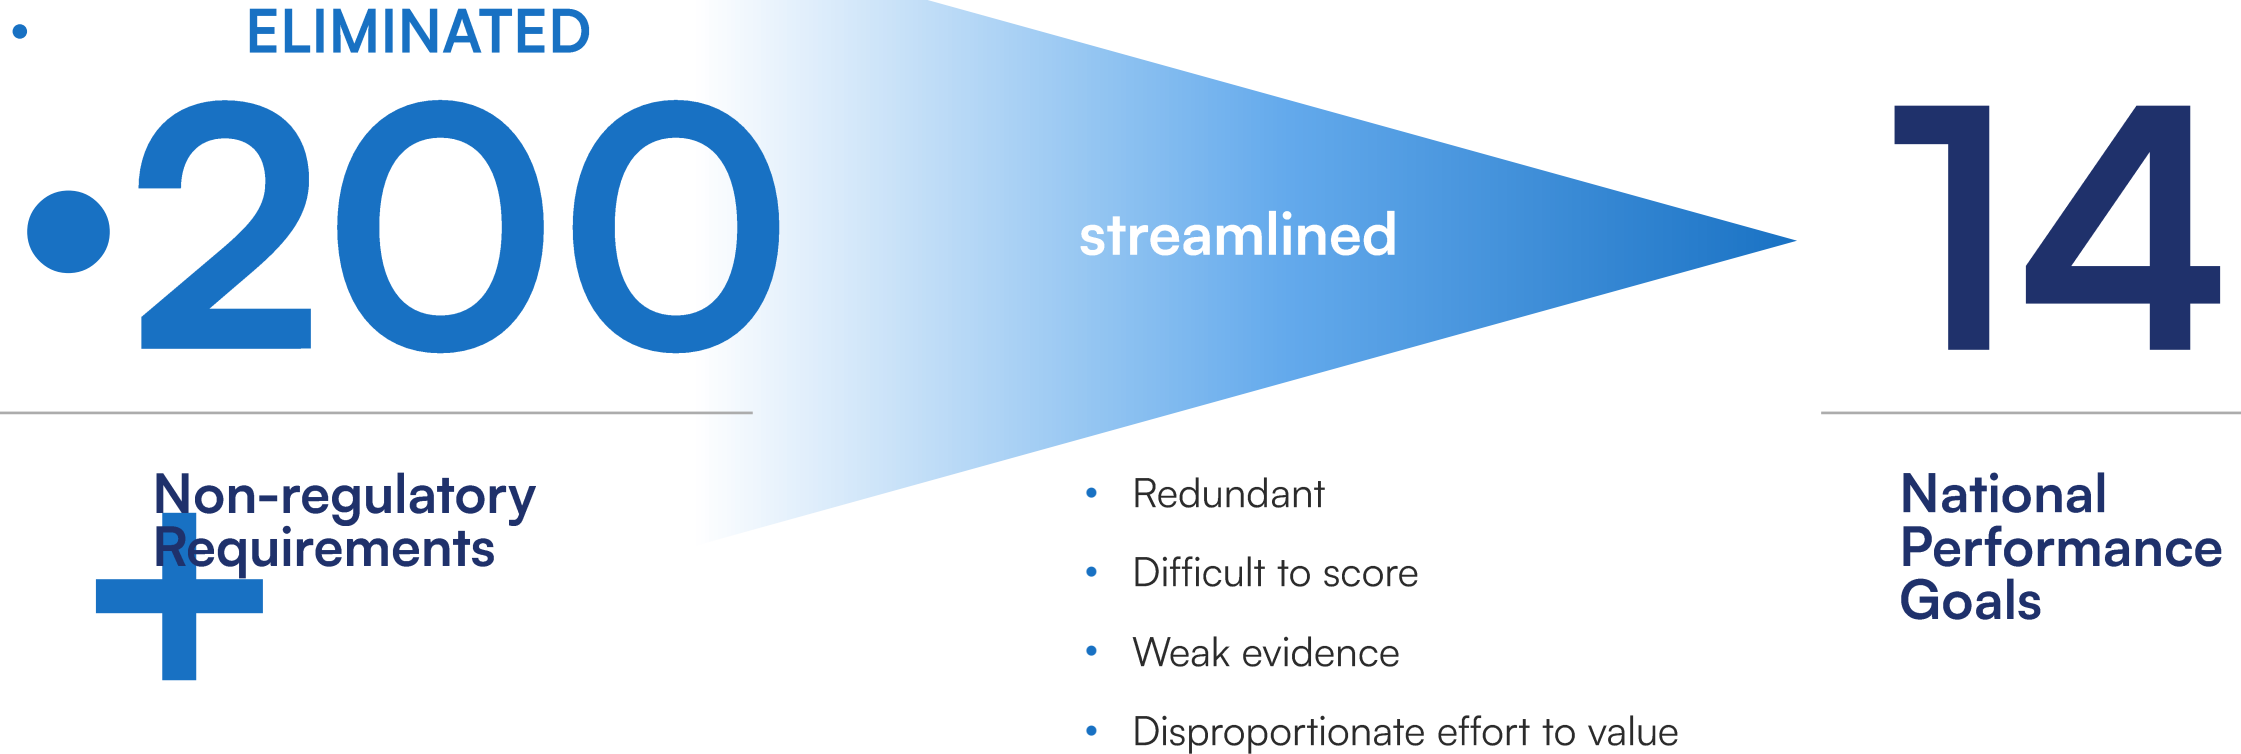 • ELIMINATED
•200
+
Non-regulatory
Requirements
streamlined
• Redundant
• Difficult to score
• Weak evidence
• Disproportionate effort to value
14
National
Performance
Goals